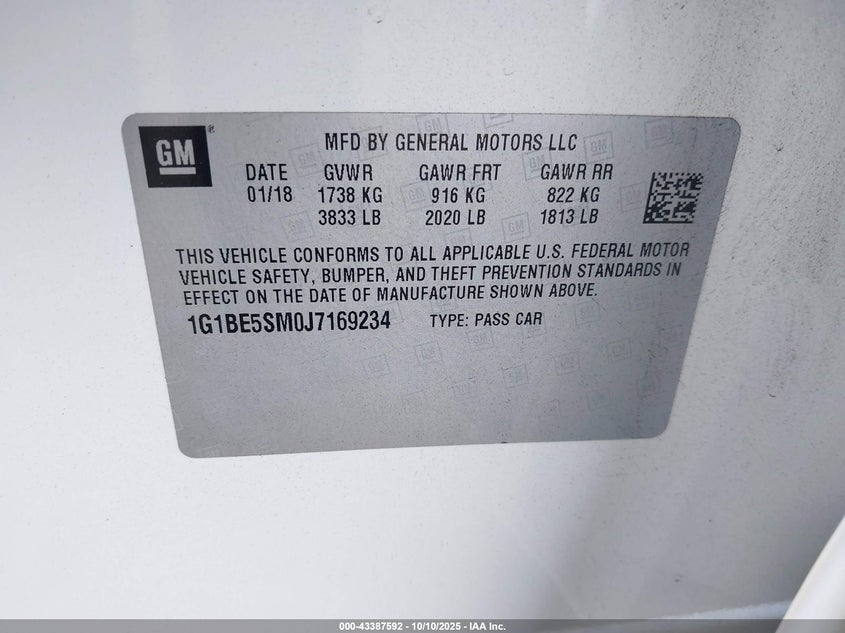 GM®
MFD BY GENERAL MOTORS LLC
DATE GVWR GAWR FRT GAWR RR
01/18 1738 KG 916 KG 822 KG
3833 LB 2020 LB 1813 LB
THIS VEHICLE CONFORMS TO ALL APPLICABLE U.S. FEDERAL MOTOR
VEHICLE SAFETY, BUMPER, AND THEFT PREVENTION STANDARDS IN
EFFECT ON THE DATE OF MANUFACTURE SHOWN ABOVE.
1G1BE5SM0J7169234 TYPE: PASS CAR
000-43387592 - 10/10/2025 - IAA Inc.